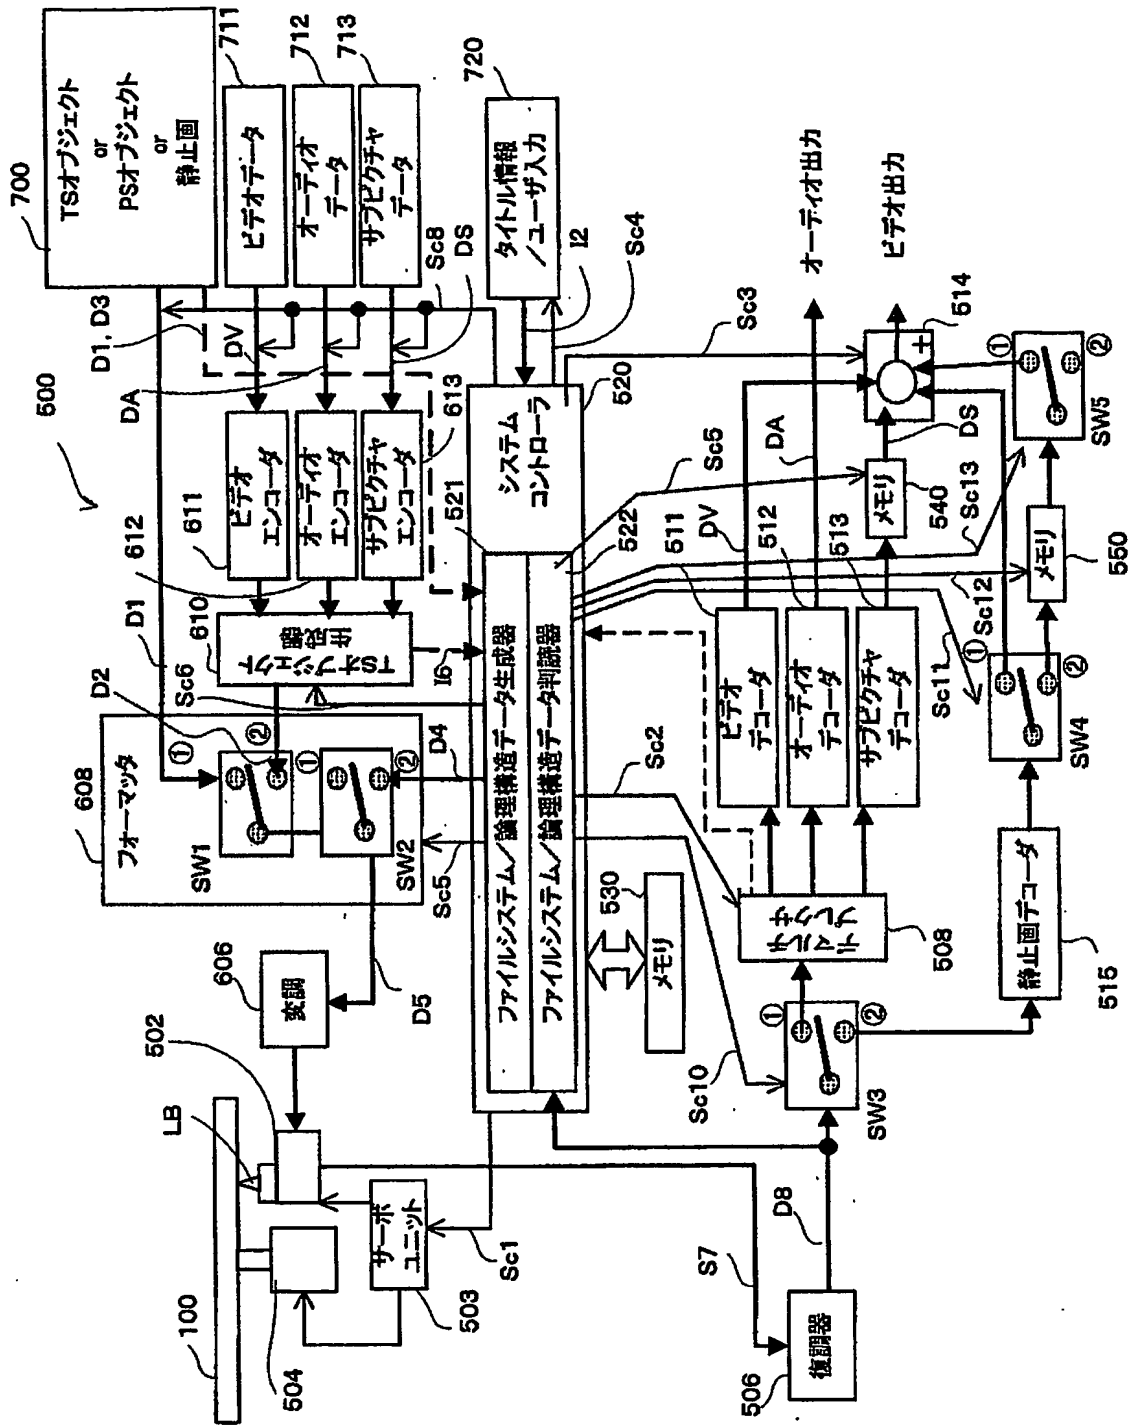 700
TSオブジェクト
or
PSオブジェクト
or
静止画
711
ビデオデータ
712
オーディオ
データ
713
サブピクチャ
データ
720
タイトル情報
/ユーザ入力
D1, D3
DV
DA
Sc8
DS
I2
Sc4
500
D1
612
611
ビデオ
エンコーダ
オーディオ
エンコーダ
サブピクチャ
エンコーダ
613
610
TSオブジェクト
生成器
Sc6
D2
I6
608
フォーマッタ
①
②
SW1
①
②
SW2
D4
Sc5
606
変調
D5
502
LB
100
504
サーボ
ユニット
503
Sc1
システム
コントローラ
520
521
ファイルシステム/論理構造データ生成器
ファイルシステム/論理構造データ判読器
522
530
メモリ
Sc2
Sc10
Sc3
Sc5
S7
D8
復調器
506
①
②
SW3
デマルチ
プレクサ
508
511
ビデオ
デコーダ
512
オーディオ
デコーダ
513
サブピクチャ
デコーダ
DV
DA
オーディオ出力
ビデオ出力
メモリ
540
DS
+
514
Sc13
Sc12
Sc11
静止画デコーダ
515
①
②
SW4
メモリ
550
①
②
SW5